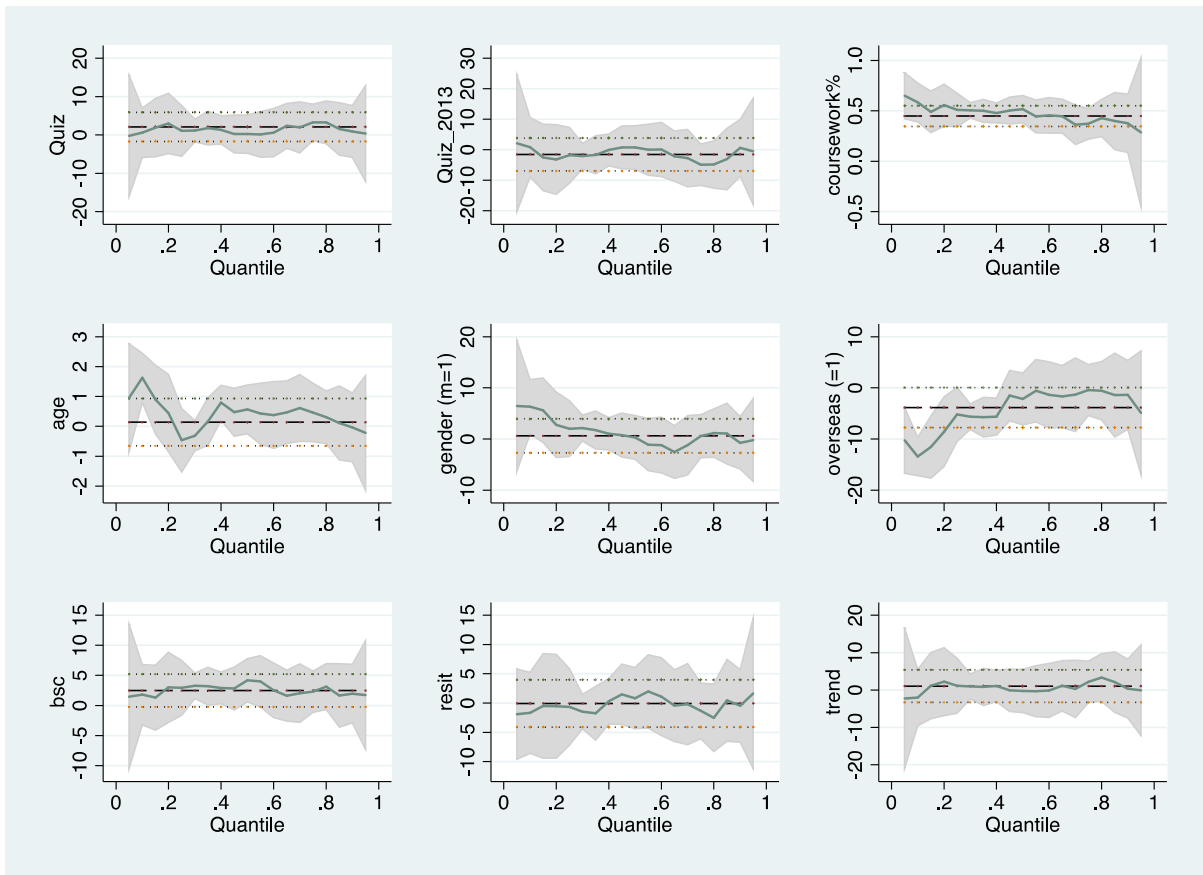 Quiz
20
10
0
-10
-20
0 .2 .4 .6 .8 1
Quantile
Quiz_2013
30
20
10
0
-10
-20
0 .2 .4 .6 .8 1
Quantile
coursework%
1.0
0.5
0.0
-0.5
0 .2 .4 .6 .8 1
Quantile
age
3
2
1
0
-1
-2
0 .2 .4 .6 .8 1
Quantile
gender (m=1)
20
10
0
-10
0 .2 .4 .6 .8 1
Quantile
overseas (=1)
10
0
-10
-20
0 .2 .4 .6 .8 1
Quantile
bsc
15
10
5
0
-5
-10
0 .2 .4 .6 .8 1
Quantile
resit
15
10
5
0
-5
-10
0 .2 .4 .6 .8 1
Quantile
trend
20
10
0
-10
-20
0 .2 .4 .6 .8 1
Quantile